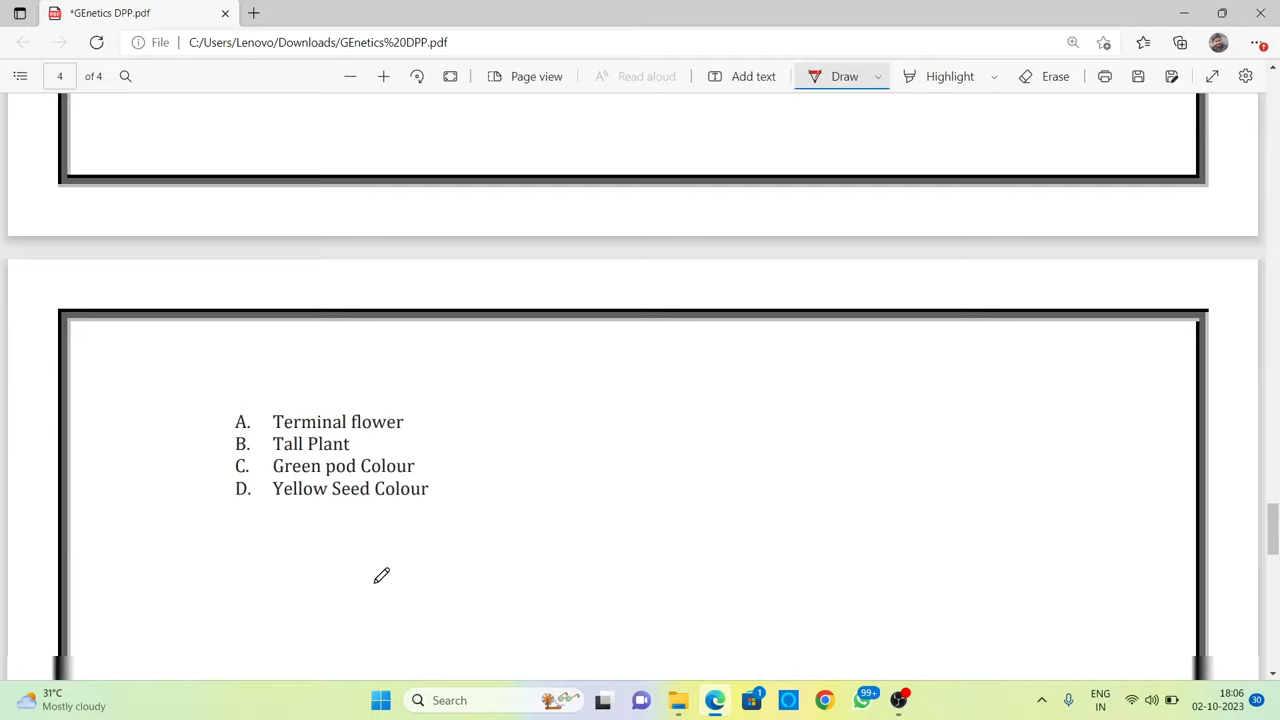 *GEnetics DPP.pdf
File C:/Users/Lenovo/Downloads/GEnetics%20DPP.pdf
4 of 4 Page view Read aloud Add text Draw Highlight Erase
A. Terminal flower
B. Tall Plant
C. Green pod Colour
D. Yellow Seed Colour
31°C
Mostly cloudy
Search
1
99+
ENG
IN
18:06
02-10-2023
30